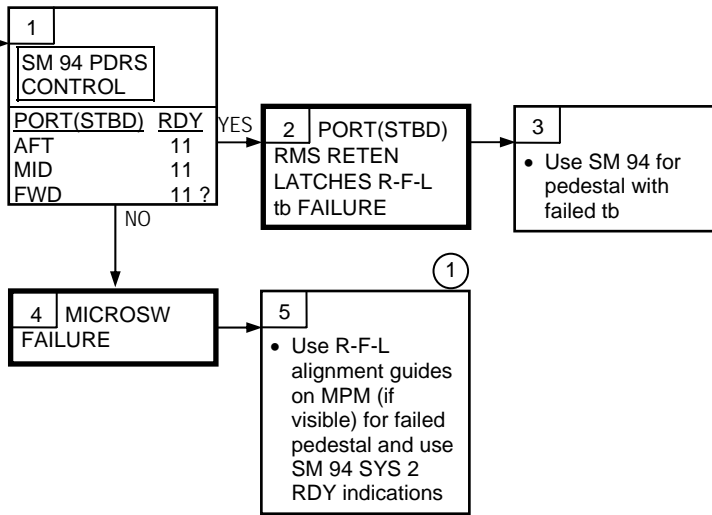 1
SM 94 PDRS
CONTROL
PORT(STBD) RDY
AFT 11
MID 11
FWD 11 ?
YES
NO
2 PORT(STBD)
RMS RETEN
LATCHES R-F-L
tb FAILURE
3
• Use SM 94 for
pedestal with
failed tb
4 MICROSW
FAILURE
1
5
• Use R-F-L
alignment guides
on MPM (if
visible) for failed
pedestal and use
SM 94 SYS 2
RDY indications